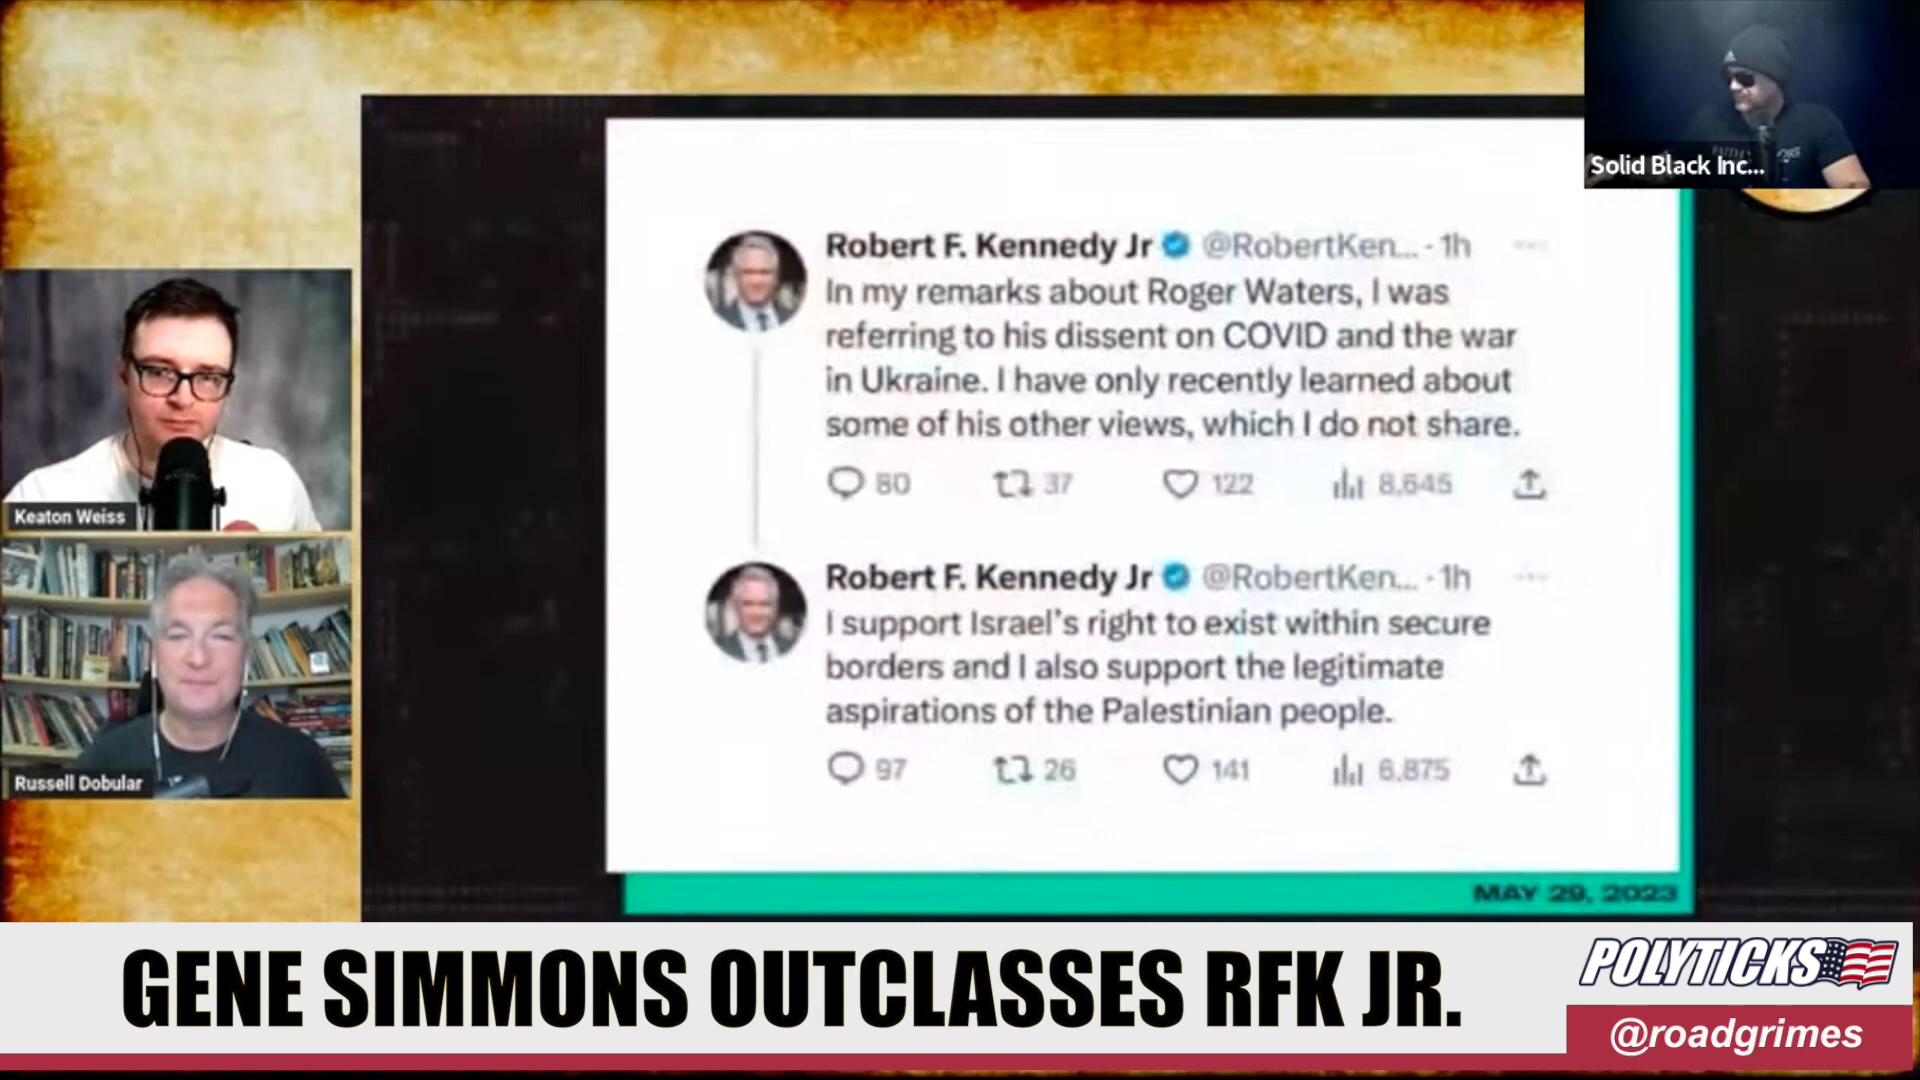 Solid Black Inc...
Robert F. Kennedy Jr @RobertKen... · 1h
In my remarks about Roger Waters, I was
referring to his dissent on COVID and the war
in Ukraine. I have only recently learned about
some of his other views, which I do not share.
80 37 122 8,645
Keaton Weiss
Robert F. Kennedy Jr @RobertKen... · 1h
I support Israel's right to exist within secure
borders and I also support the legitimate
aspirations of the Palestinian people.
97 26 141 6,875
Russell Dobular
MAY 29, 2023
GENE SIMMONS OUTCLASSES RFK JR.
POLYTICKS
@roadgrimes